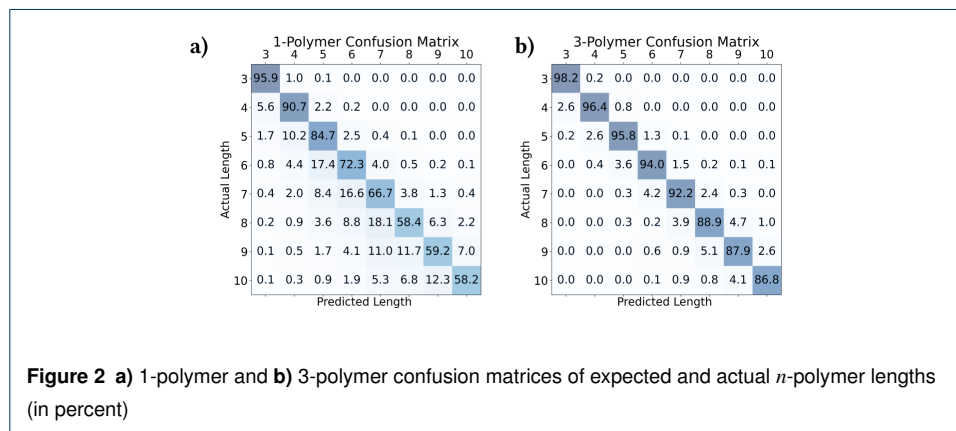 a) 1-Polymer Confusion Matrix
3 4 5 6 7 8 9 10
3 95.9 1.0 0.1 0.0 0.0 0.0 0.0 0.0
4 5.6 90.7 2.2 0.2 0.0 0.0 0.0 0.0
5 1.7 10.2 84.7 2.5 0.4 0.1 0.0 0.0
6 0.8 4.4 17.4 72.3 4.0 0.5 0.2 0.1
7 0.4 2.0 8.4 16.6 66.7 3.8 1.3 0.4
8 0.2 0.9 3.6 8.8 18.1 58.4 6.3 2.2
9 0.1 0.5 1.7 4.1 11.0 11.7 59.2 7.0
10 0.1 0.3 0.9 1.9 5.3 6.8 12.3 58.2
Actual Length
Predicted Length
b) 3-Polymer Confusion Matrix
3 4 5 6 7 8 9 10
3 98.2 0.2 0.0 0.0 0.0 0.0 0.0 0.0
4 2.6 96.4 0.8 0.0 0.0 0.0 0.0 0.0
5 0.2 2.6 95.8 1.3 0.1 0.0 0.0 0.0
6 0.0 0.4 3.6 94.0 1.5 0.2 0.1 0.1
7 0.0 0.0 0.3 4.2 92.2 2.4 0.3 0.0
8 0.0 0.0 0.3 0.2 3.9 88.9 4.7 1.0
9 0.0 0.0 0.0 0.6 0.9 5.1 87.9 2.6
10 0.0 0.0 0.0 0.1 0.9 0.8 4.1 86.8
Actual Length
Predicted Length
Figure 2 a) 1-polymer and b) 3-polymer confusion matrices of expected and actual n-polymer lengths
(in percent)